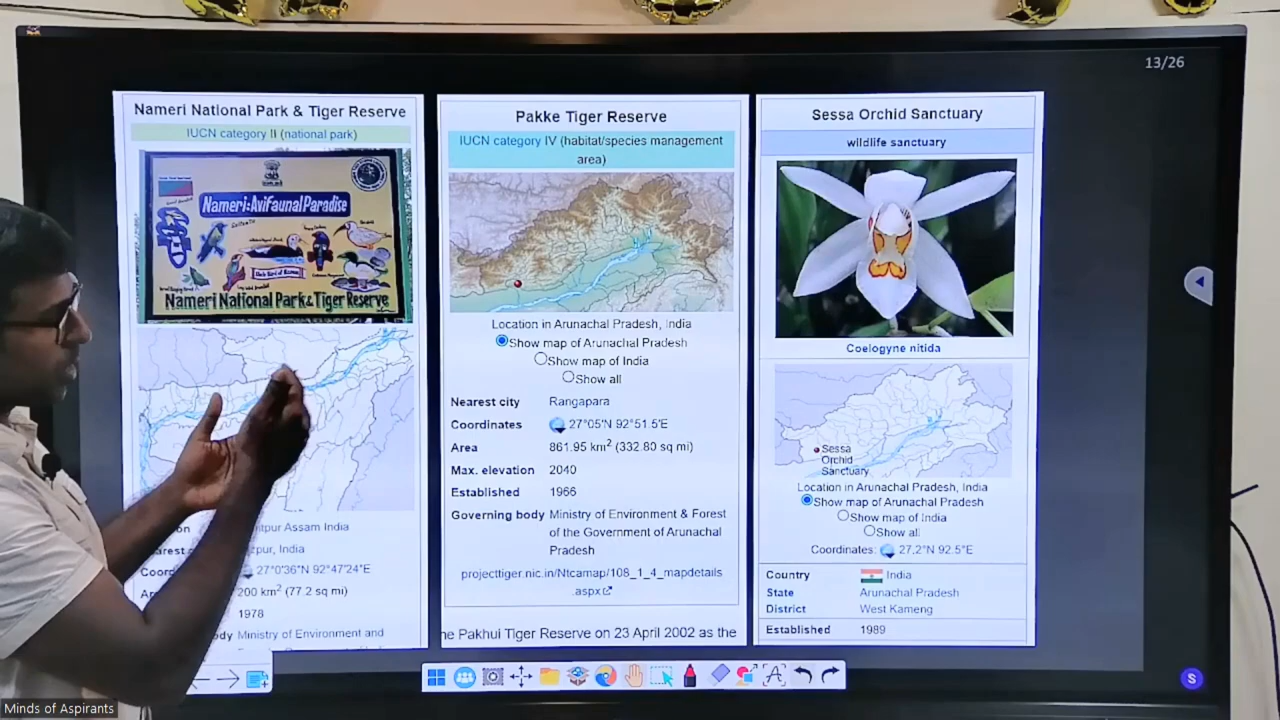 13/26
Nameri National Park & Tiger Reserve
IUCN category II (national park)
Nameri:Avifaunal Paradise
Nameri National Park & Tiger Reserve
tpur Assam India
zpur, India
27°0'36"N 92°47'24"E
200 km² (77.2 sq mi)
1978
Ministry of Environment and
Pakke Tiger Reserve
IUCN category IV (habitat/species management
area)
Location in Arunachal Pradesh, India
Show map of Arunachal Pradesh
Show map of India
Show all
Nearest city Rangapara
Coordinates 27°05'N 92°51.5'E
Area 861.95 km² (332.80 sq mi)
Max. elevation 2040
Established 1966
Governing body Ministry of Environment & Forest
of the Government of Arunachal
Pradesh
projecttiger.nic.in/Ntcamap/108_1_4_mapdetails
.aspx
he Pakhui Tiger Reserve on 23 April 2002 as the
Sessa Orchid Sanctuary
wildlife sanctuary
Coelogyne nitida
Sessa
Orchid
Sanctuary
Location in Arunachal Pradesh, India
Show map of Arunachal Pradesh
Show map of India
Show all
Coordinates: 27.2°N 92.5°E
Country India
State Arunachal Pradesh
District West Kameng
Established 1989
S
Minds of Aspirants